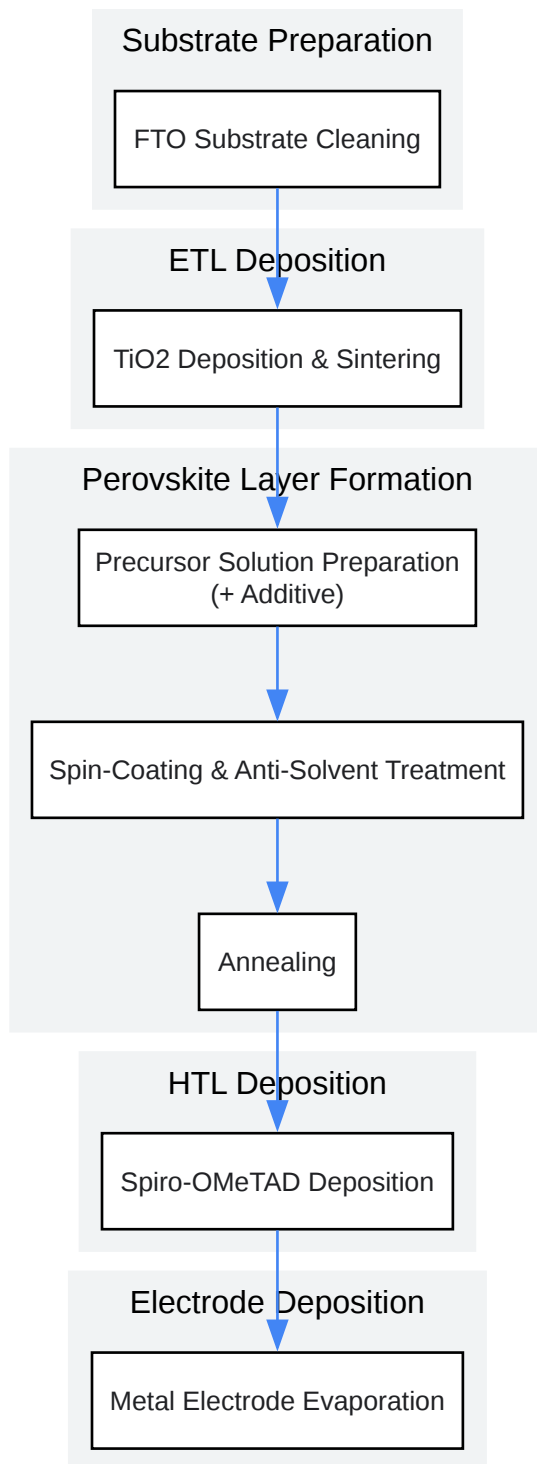 Substrate Preparation
FTO Substrate Cleaning
ETL Deposition
TiO2 Deposition & Sintering
Perovskite Layer Formation
Precursor Solution Preparation
(+ Additive)
Spin-Coating & Anti-Solvent Treatment
Annealing
HTL Deposition
Spiro-OMeTAD Deposition
Electrode Deposition
Metal Electrode Evaporation